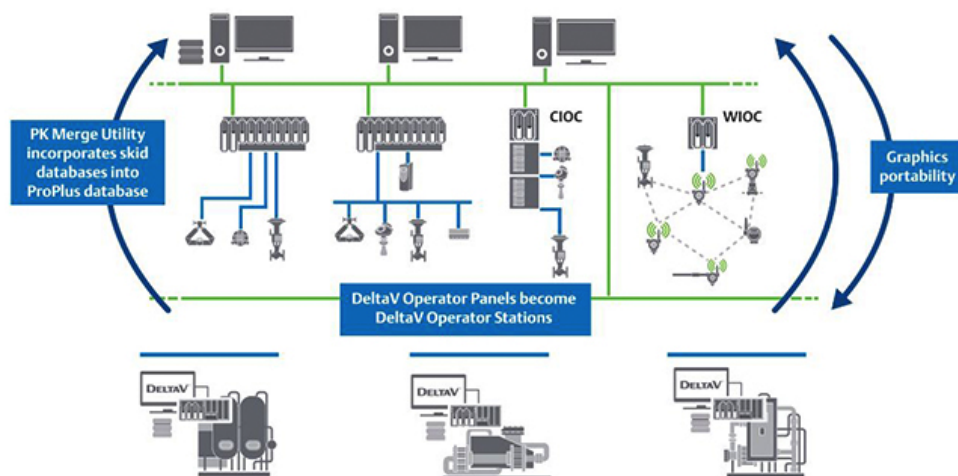 CIOC
WIOC
PK Merge Utility
incorporates skid
databases into
ProPlus database
Graphics
portability
DeltaV Operator Panels become
DeltaV Operator Stations
DELTAV
DELTAV
DELTAV